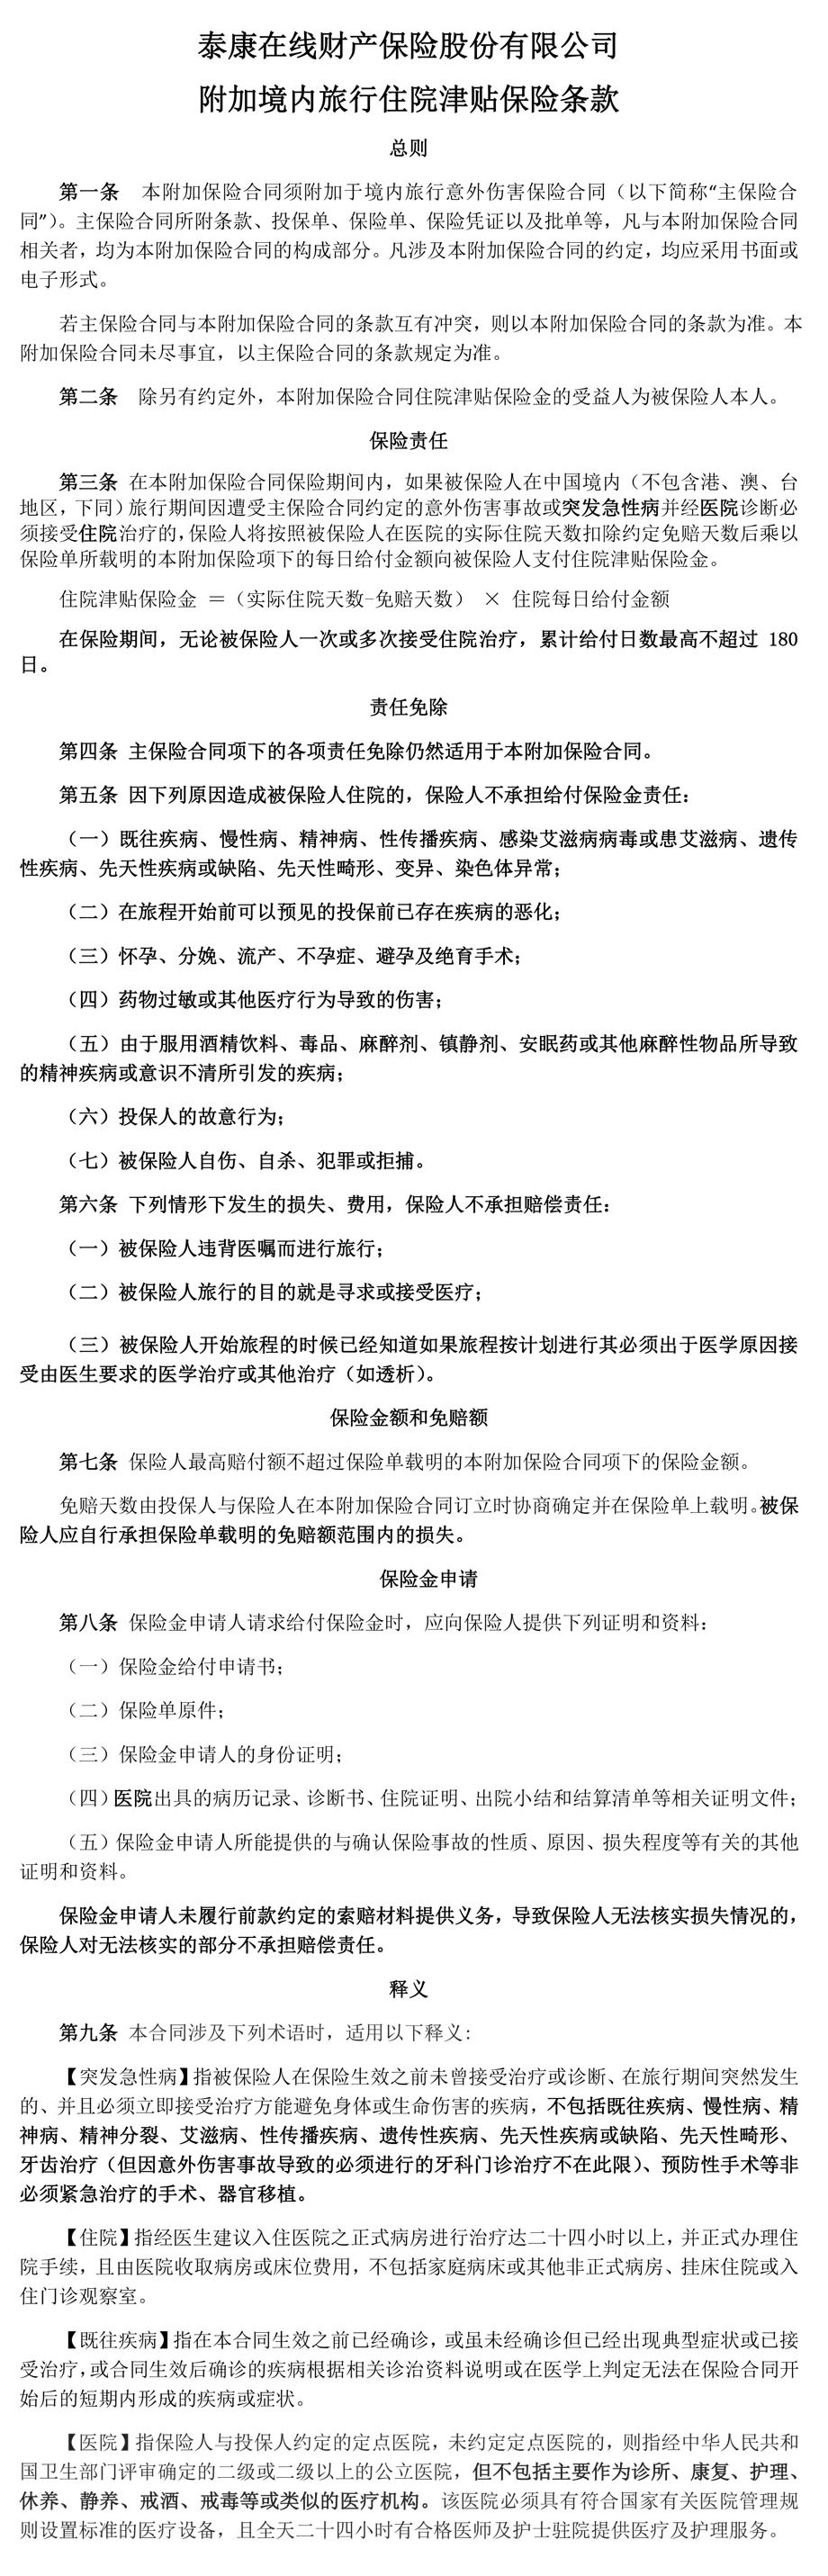 泰康在线财产保险股份有限公司
附加境内旅行住院津贴保险条款
总则
第一条 本附加保险合同须附加于境内旅行意外伤害保险合同（以下简称“主保险合
同”）。主保险合同所附条款、投保单、保险单、保险凭证以及批单等，凡与本附加保险合同
相关者，均为本附加保险合同的构成部分。凡涉及本附加保险合同的约定，均应采用书面或
电子形式。
若主保险合同与本附加保险合同的条款互有冲突，则以本附加保险合同的条款为准。本
附加保险合同未尽事宜，以主保险合同的条款规定为准。
第二条 除另有约定外，本附加保险合同住院津贴保险金的受益人为被保险人本人。
保险责任
第三条 在本附加保险合同保险期间内，如果被保险人在中国境内（不包含港、澳、台
地区，下同）旅行期间因遭受主保险合同约定的意外伤害事故或突发急性病并经医院诊断必
须接受住院治疗的，保险人将按照被保险人在医院的实际住院天数扣除约定免赔天数后乘以
保险单所载明的本附加保险项下的每日给付金额向被保险人支付住院津贴保险金。
住院津贴保险金 ＝（实际住院天数-免赔天数） × 住院每日给付金额
在保险期间，无论被保险人一次或多次接受住院治疗，累计给付日数最高不超过 180
日。
责任免除
第四条 主保险合同项下的各项责任免除仍然适用于本附加保险合同。
第五条 因下列原因造成被保险人住院的，保险人不承担给付保险金责任：
（一）既往疾病、慢性病、精神病、性传播疾病、感染艾滋病病毒或患艾滋病、遗传
性疾病、先天性疾病或缺陷、先天性畸形、变异、染色体异常；
（二）在旅程开始前可以预见的投保前已存在疾病的恶化；
（三）怀孕、分娩、流产、不孕症、避孕及绝育手术；
（四）药物过敏或其他医疗行为导致的伤害；
（五）由于服用酒精饮料、毒品、麻醉剂、镇静剂、安眠药或其他麻醉性物品所导致
的精神疾病或意识不清所引发的疾病；
（六）投保人的故意行为；
（七）被保险人自伤、自杀、犯罪或拒捕。
第六条 下列情形下发生的损失、费用，保险人不承担赔偿责任：
（一）被保险人违背医嘱而进行旅行；
（二）被保险人旅行的目的就是寻求或接受医疗；
（三）被保险人开始旅程的时候已经知道如果旅程按计划进行其必须出于医学原因接
受由医生要求的医学治疗或其他治疗（如透析）。
保险金额和免赔额
第七条 保险人最高赔付额不超过保险单载明的本附加保险合同项下的保险金额。
免赔天数由投保人与保险人在本附加保险合同订立时协商确定并在保险单上载明。被保
险人应自行承担保险单载明的免赔额范围内的损失。
保险金申请
第八条 保险金申请人请求给付保险金时，应向保险人提供下列证明和资料：
（一）保险金给付申请书；
（二）保险单原件；
（三）保险金申请人的身份证明；
（四）医院出具的病历记录、诊断书、住院证明、出院小结和结算清单等相关证明文件；
（五）保险金申请人所能提供的与确认保险事故的性质、原因、损失程度等有关的其他
证明和资料。
保险金申请人未履行前款约定的索赔材料提供义务，导致保险人无法核实损失情况的，
保险人对无法核实的部分不承担赔偿责任。
释义
第九条 本合同涉及下列术语时，适用以下释义：
【突发急性病】指被保险人在保险生效之前未曾接受治疗或诊断、在旅行期间突然发生
的、并且必须立即接受治疗方能避免身体或生命伤害的疾病，不包括既往疾病、慢性病、精
神病、精神分裂、艾滋病、性传播疾病、遗传性疾病、先天性疾病或缺陷、先天性畸形、
牙齿治疗（但因意外伤害事故导致的必须进行的牙科门诊治疗不在此限）、预防性手术等非
必须紧急治疗的手术、器官移植。
【住院】指经医生建议入住医院之正式病房进行治疗达二十四小时以上，并正式办理住
院手续，且由医院收取病房或床位费用，不包括家庭病床或其他非正式病房、挂床住院或入
住门诊观察室。
【既往疾病】指在本合同生效之前已经确诊，或虽未经确诊但已经出现典型症状或已接
受治疗，或合同生效后确诊的疾病根据相关诊治资料说明或在医学上判定无法在保险合同开
始后的短期内形成的疾病或症状。
【医院】指保险人与投保人约定的定点医院，未约定定点医院的，则指经中华人民共和
国卫生部门评审确定的二级或二级以上的公立医院，但不包括主要作为诊所、康复、护理、
休养、静养、戒酒、戒毒等或类似的医疗机构。该医院必须具有符合国家有关医院管理规
则设置标准的医疗设备，且全天二十四小时有合格医师及护士驻院提供医疗及护理服务。